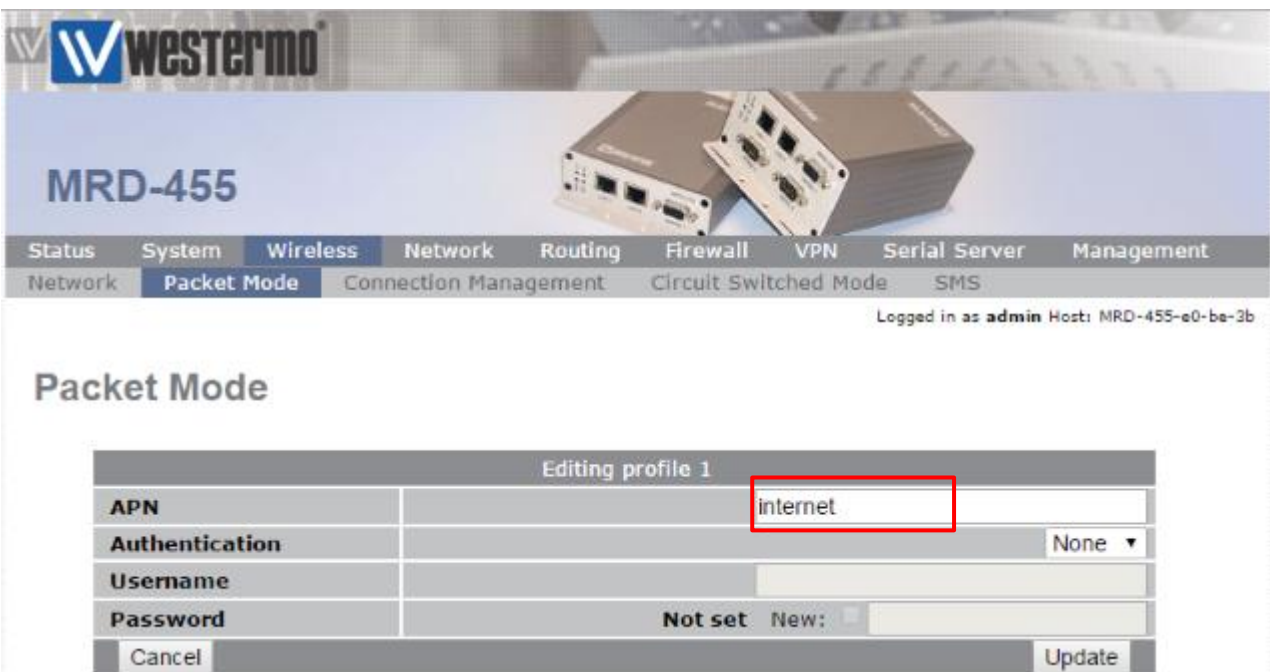 westermo
MRD-455
Status System Wireless Network Routing Firewall VPN Serial Server Management
Network Packet Mode Connection Management Circuit Switched Mode SMS
Logged in as admin Host: MRD-455-e0-be-3b
Packet Mode
Editing profile 1
APN internet
Authentication None
Username
Password Not set New:
Cancel Update